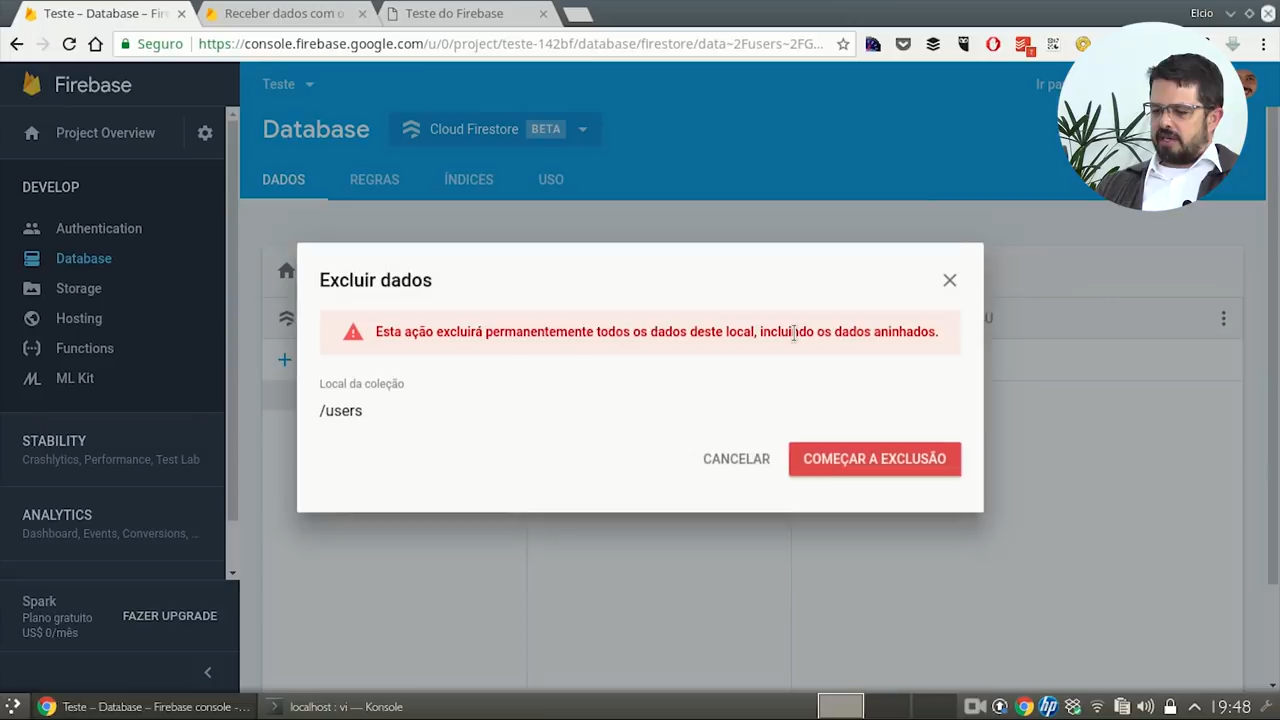 Teste – Database – Fir
Receber dados com o
Teste do Firebase
Elcio
Seguro
https://console.firebase.google.com/u/0/project/teste-142bf/database/firestore/data~2Fusers~2FG...
Firebase
Teste
Ir pa
Project Overview
Database
Cloud Firestore
BETA
DADOS
REGRAS
ÍNDICES
USO
DEVELOP
Authentication
Database
Storage
Hosting
Functions
ML Kit
STABILITY
Crashlytics, Performance, Test Lab
ANALYTICS
Dashboard, Events, Conversions, ...
Spark
Plano gratuito
US$ 0/mês
FAZER UPGRADE
Excluir dados
Esta ação excluirá permanentemente todos os dados deste local, incluindo os dados aninhados.
Local da coleção
/users
CANCELAR
COMEÇAR A EXCLUSÃO
Teste – Database – Firebase console -...
localhost : vi — Konsole
19:48